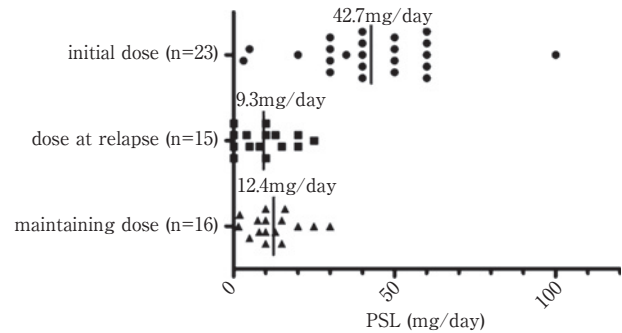 42.7mg/day
initial dose (n=23)
9.3mg/day
dose at relapse (n=15)
12.4mg/day
maintaining dose (n=16)
0 50 100
PSL (mg/day)